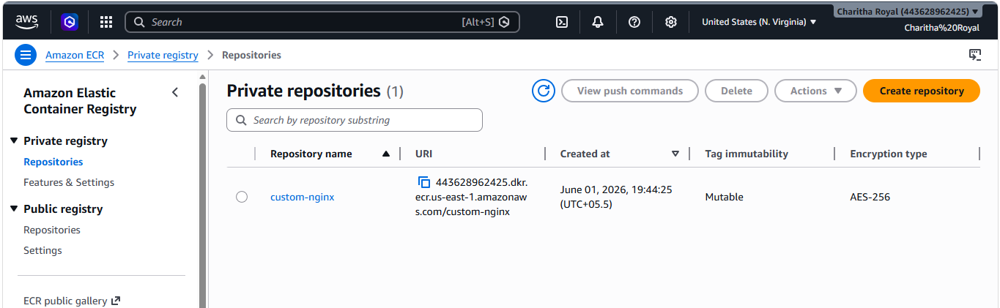 aws
Search [Alt+S]
United States (N. Virginia)
Charitha Royal (443628962425)
Charitha%20Royal
Amazon ECR
Private registry
Repositories
Amazon Elastic
Container Registry
Private registry
Repositories
Features & Settings
Public registry
Repositories
Settings
ECR public gallery
Private repositories (1)
View push commands
Delete
Actions
Create repository
Search by repository substring
Repository name
URI
Created at
Tag immutability
Encryption type
custom-nginx
443628962425.dkr.
ecr.us-east-1.amazonaw
s.com/custom-nginx
June 01, 2026, 19:44:25
(UTC+05.5)
Mutable
AES-256